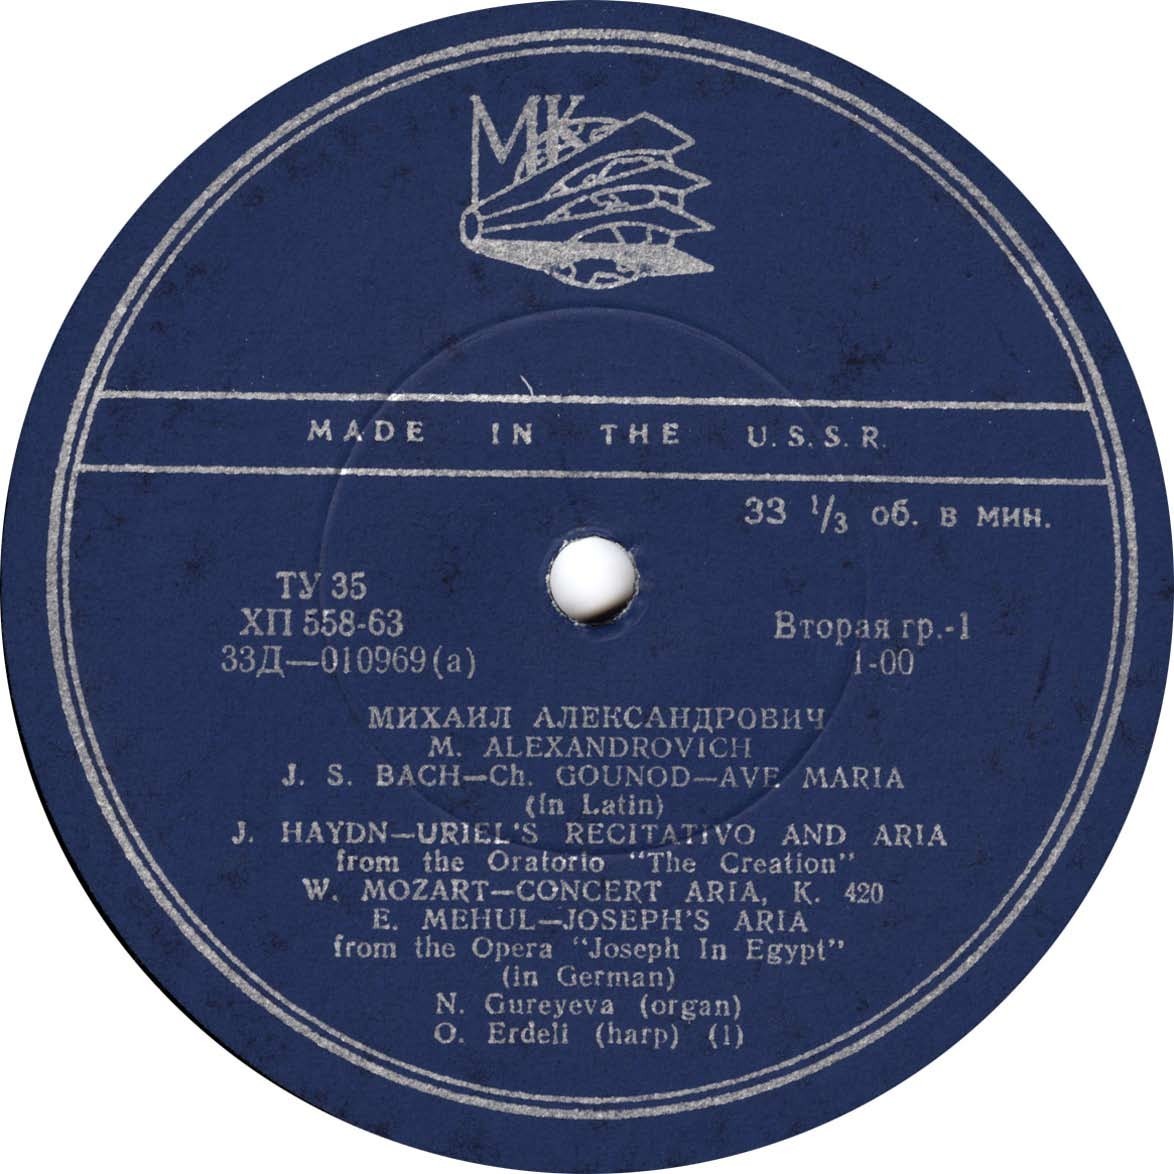 МК
MADE IN THE U.S.S.R.
33 1/3 об. в мин.
ТУ 35
ХП 558-63
33Д—010969(а)
Вторая гр.-1
1-00
МИХАИЛ АЛЕКСАНДРОВИЧ
M. ALEXANDROVICH
J. S. BACH—Ch. GOUNOD—AVE MARIA
(In Latin)
J. HAYDN—URIEL'S RECITATIVO AND ARIA
from the Oratorio "The Creation"
W. MOZART—CONCERT ARIA, K. 420
E. MEHUL—JOSEPH'S ARIA
from the Opera "Joseph In Egypt"
(in German)
N. Gureyeva (organ)
O. Erdeli (harp) (1)